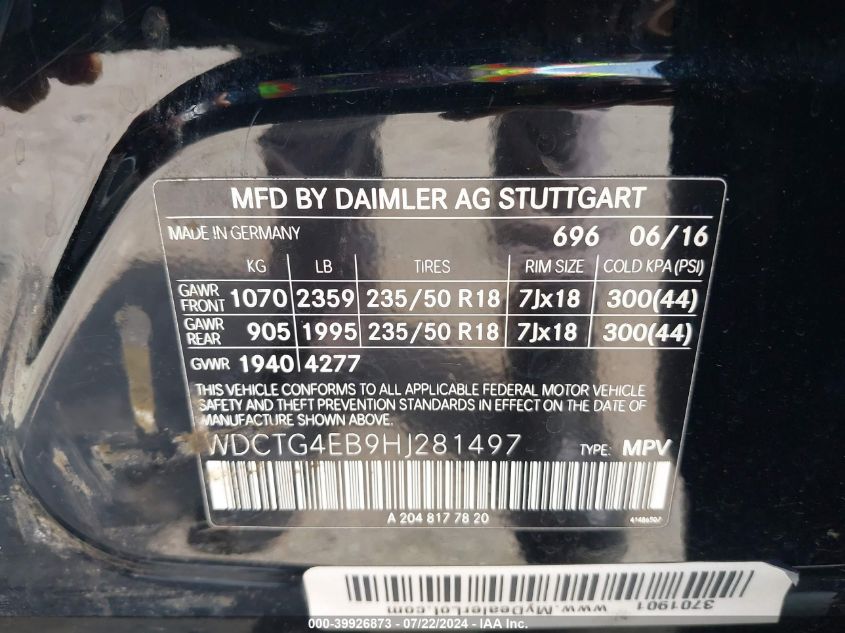 MFD BY DAIMLER AG STUTTGART
MADE IN GERMANY 696 06/16
KG LB TIRES RIM SIZE COLD KPA (PSI)
GAWR FRONT 1070 2359 235/50 R18 7Jx18 300(44)
GAWR REAR 905 1995 235/50 R18 7Jx18 300(44)
GVWR 1940 4277
THIS VEHICLE CONFORMS TO ALL APPLICABLE FEDERAL MOTOR VEHICLE
SAFETY AND THEFT PREVENTION STANDARDS IN EFFECT ON THE DATE OF
MANUFACTURE SHOWN ABOVE.
WDCTG4EB9HJ281497 TYPE: MPV
A 204 817 78 20
3701901
www.MyDealerLot.com
000-39926873 - 07/22/2024 - IAA Inc.